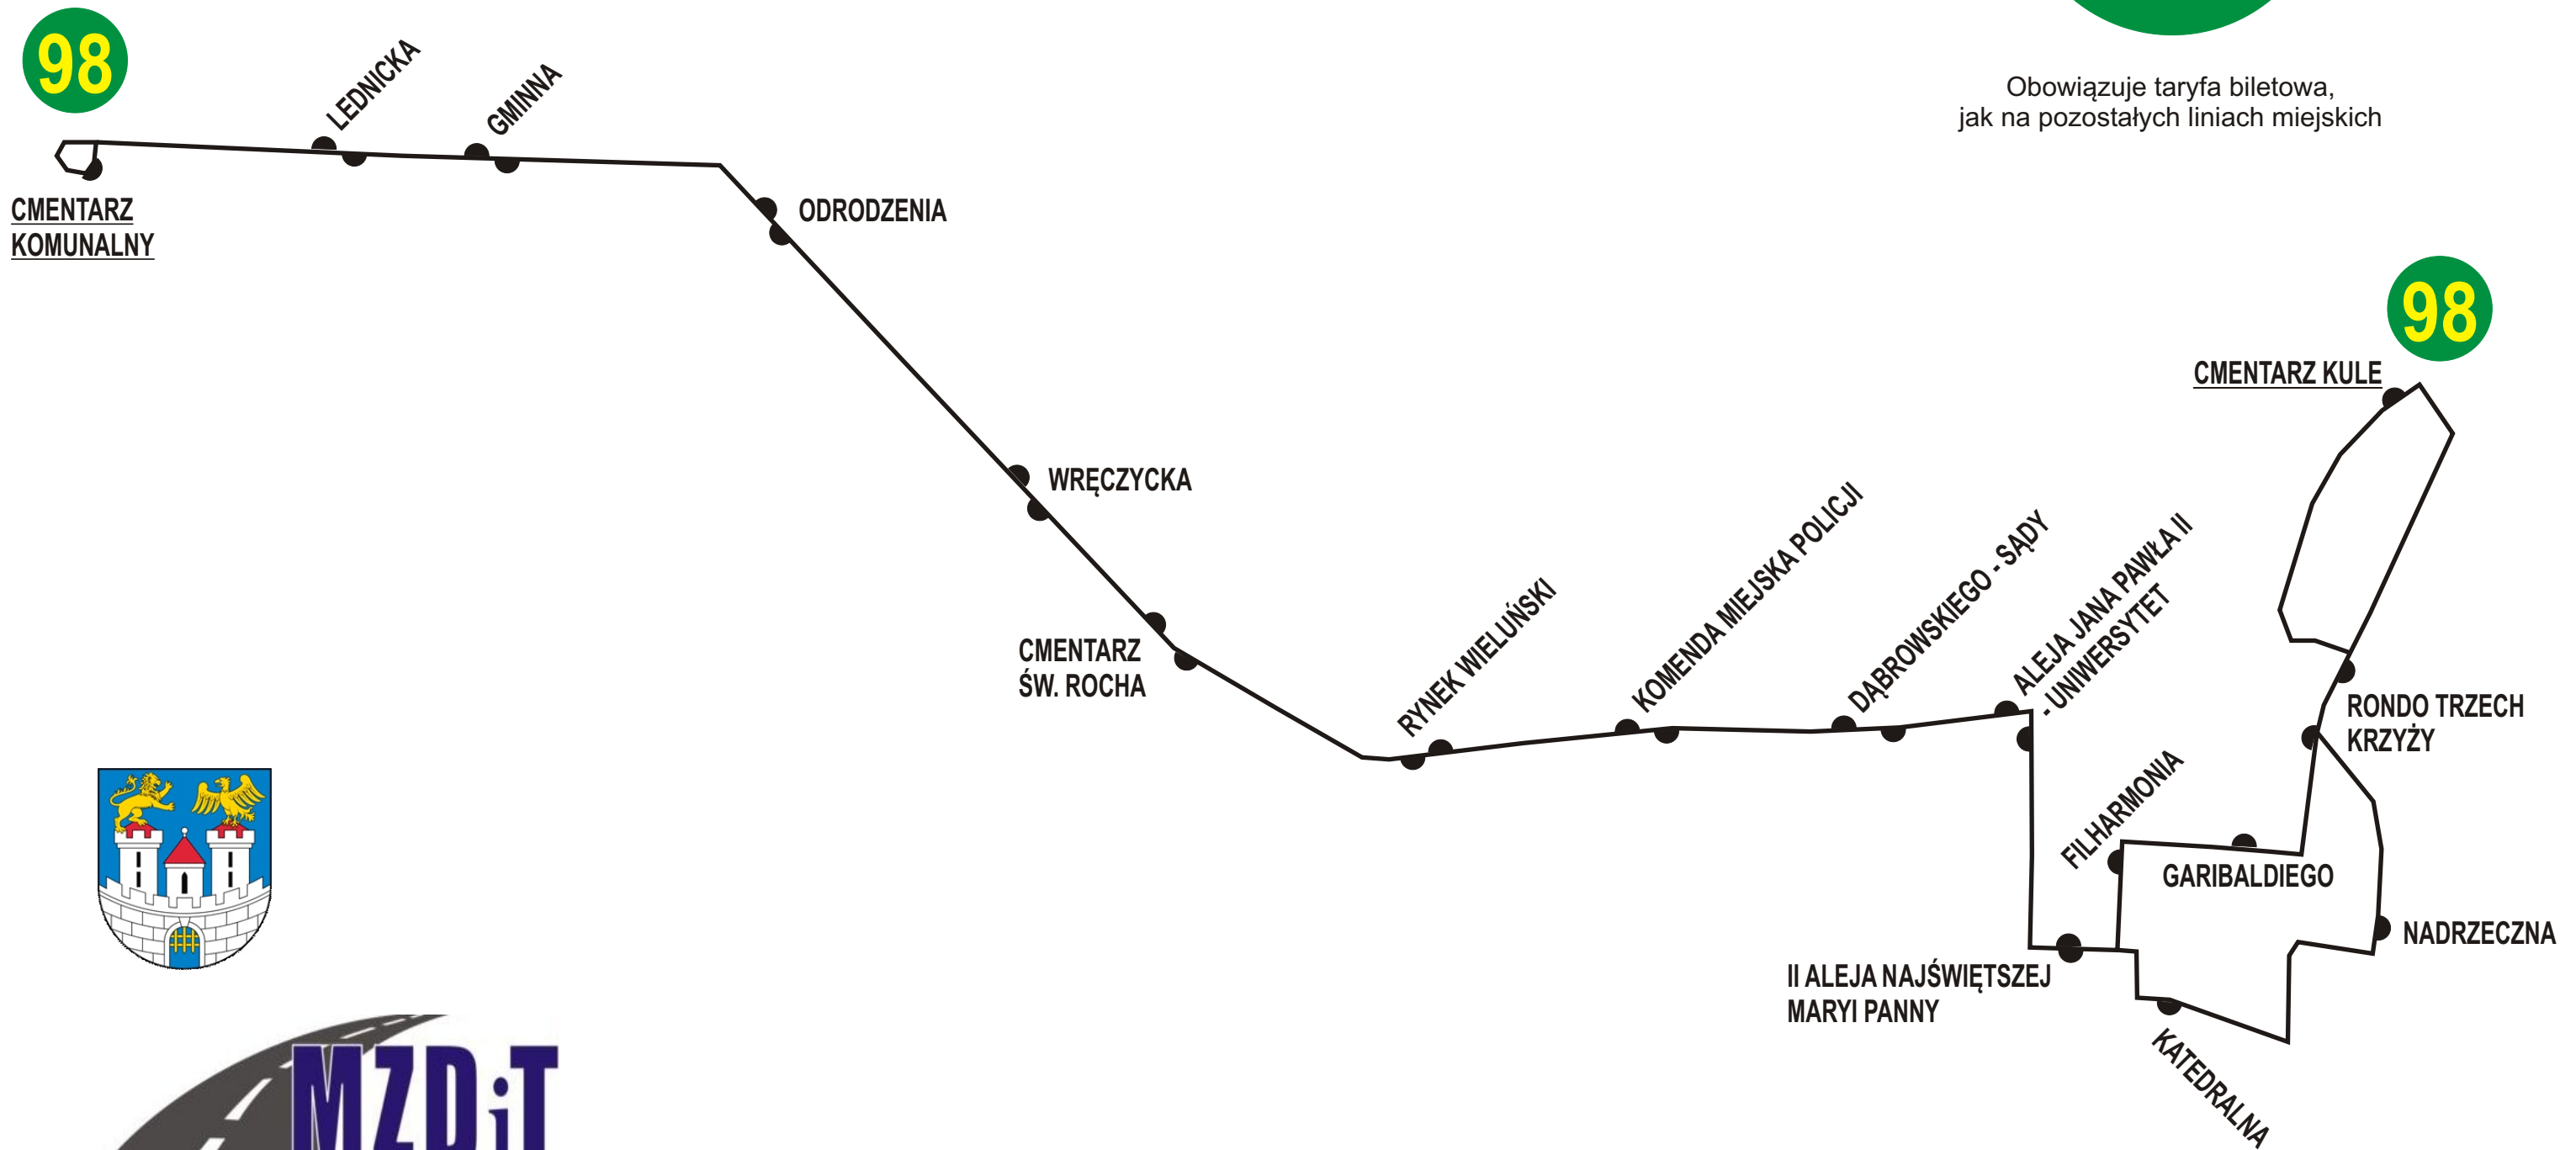 98
LEDNICKA
GMINNA
Obowiązuje taryfa biletowa,
jak na pozostałych liniach miejskich
CMENTARZ
KOMUNALNY
ODRODZENIA
98
CMENTARZ KULE
WRĘCZYCKA
CMENTARZ
ŚW. ROCHA
RYNEK WIELUŃSKI
KOMENDA MIEJSKA POLICJI
DĄBROWSKIEGO - SĄDY
ALEJA JANA PAWŁA II
- UNIWERSYTET
RONDO TRZECH
KRZYŻY
FILHARMONIA
GARIBALDIEGO
NADRZECZNA
II ALEJA NAJŚWIĘTSZEJ
MARYI PANNY
KATEDRALNA
MZDiT